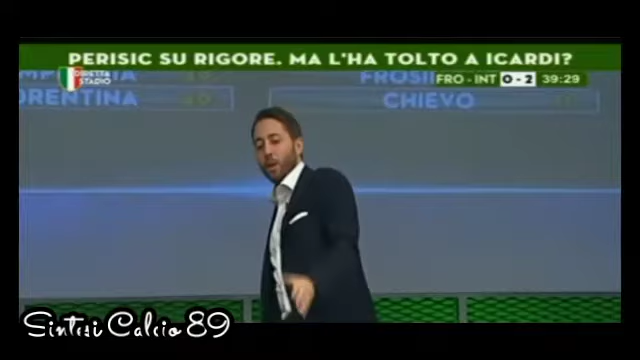 PERISIC SU RIGORE. MA L'HA TOLTO A ICARDI?
DIRETTA
STADIO
FRO - INT 0 - 2 39:29
FIORENTINA
CHIEVO
Sintesi Calcio 89